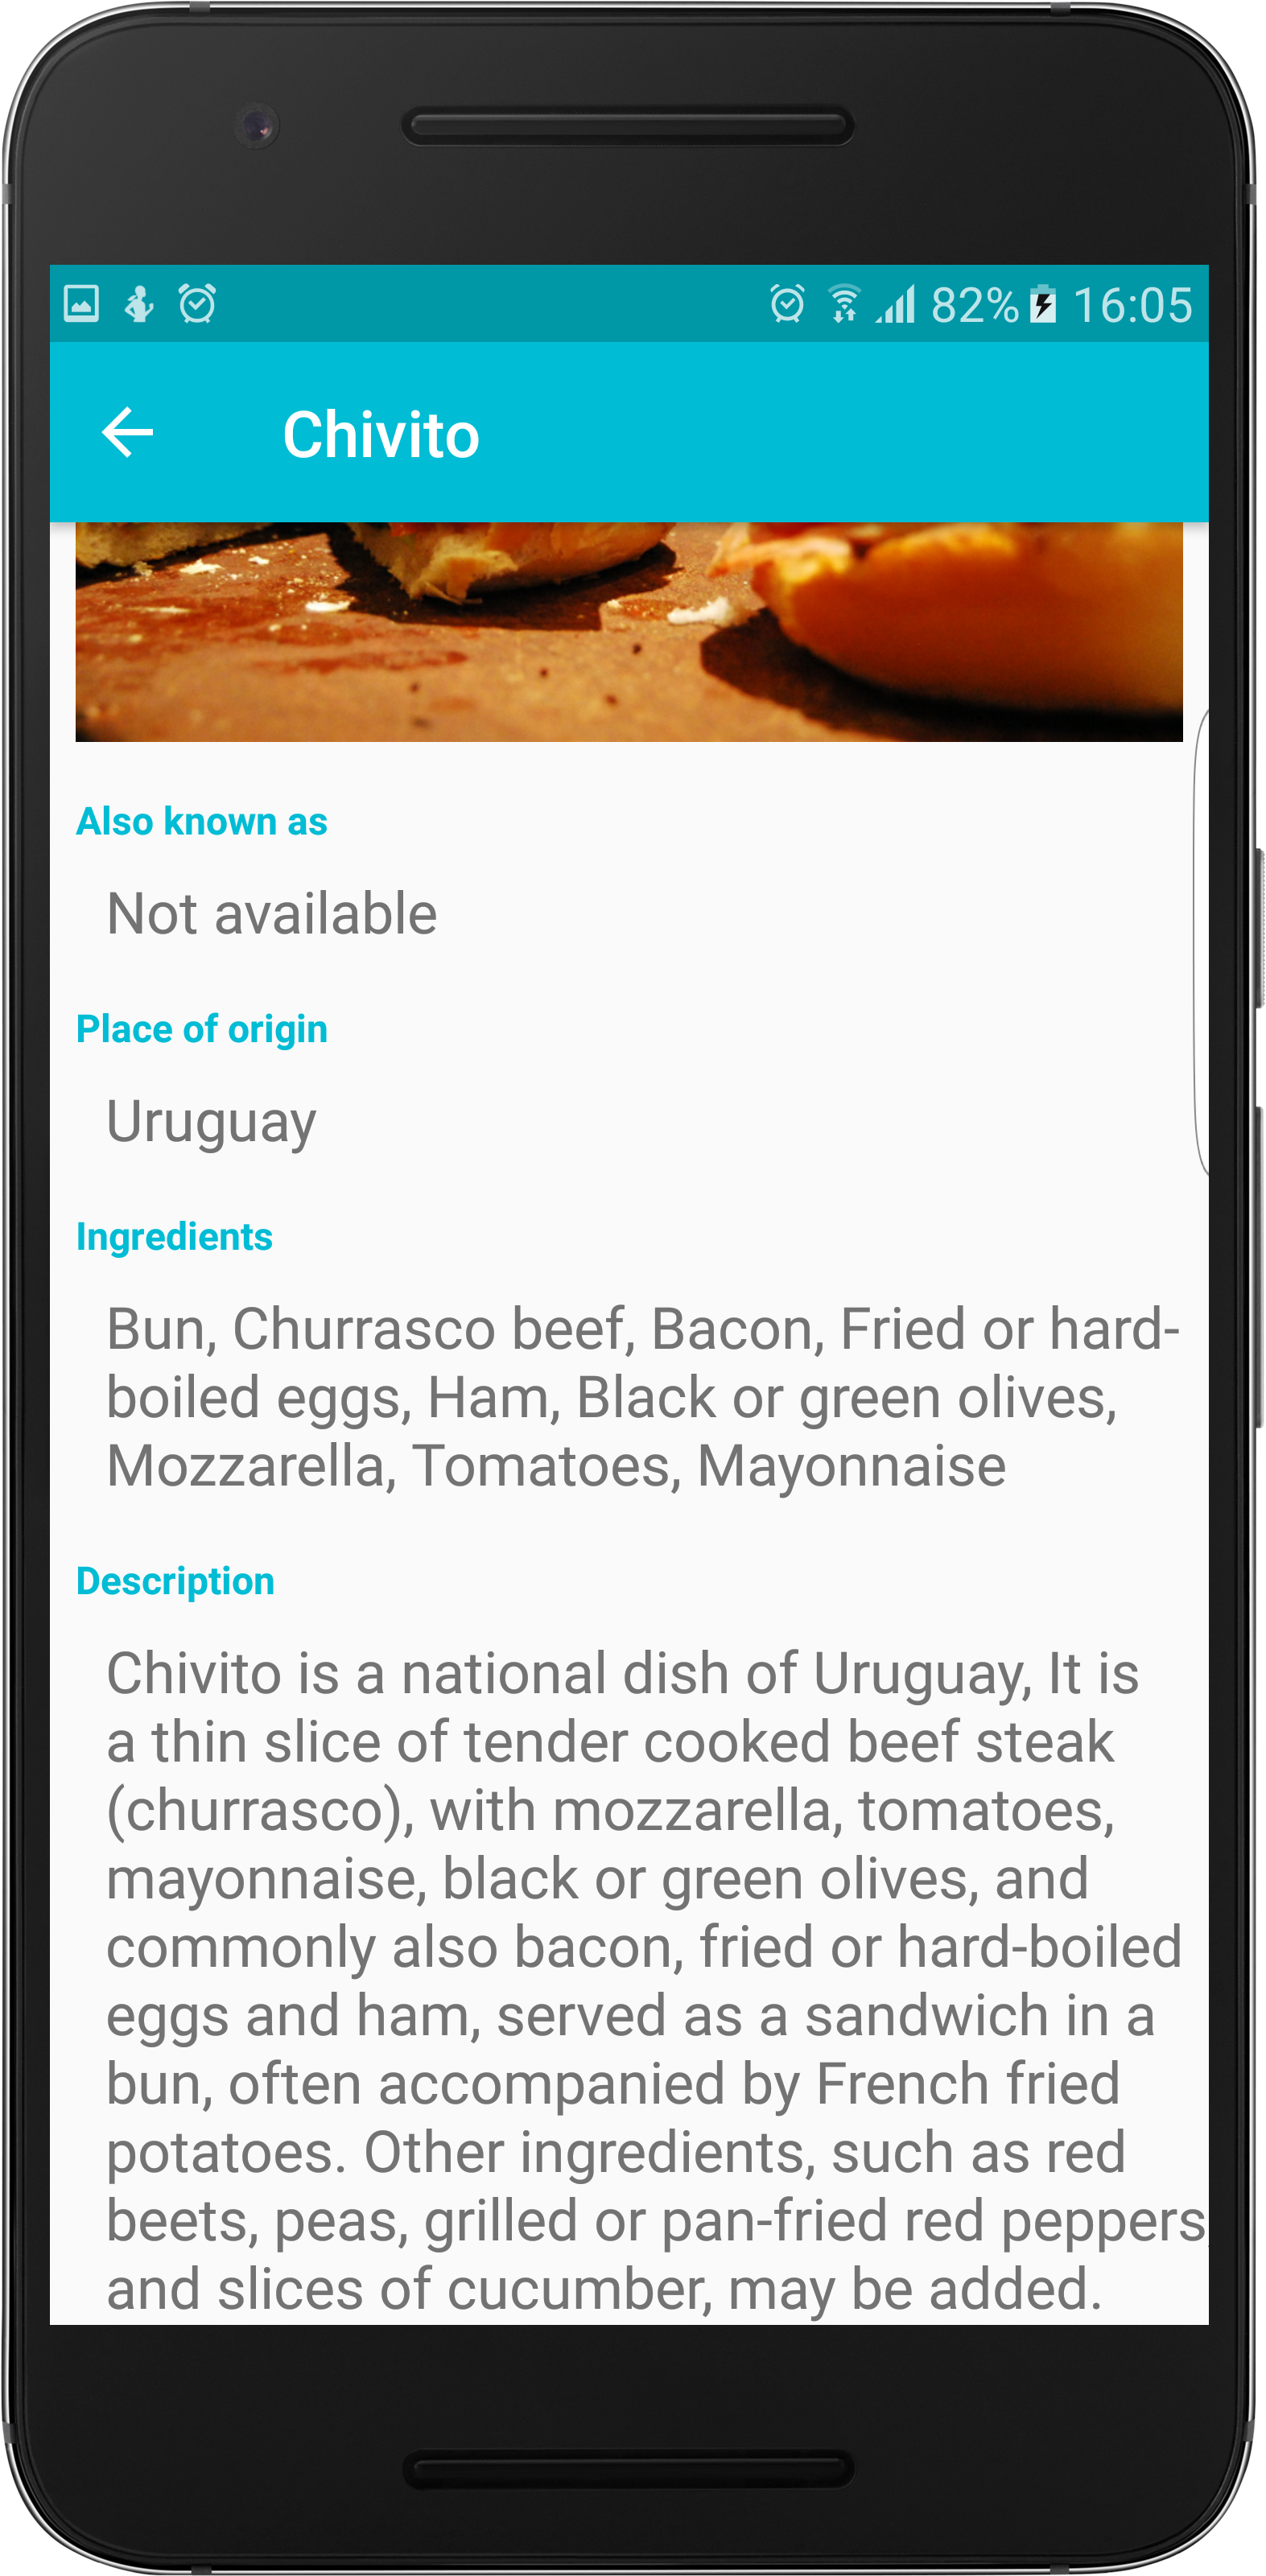 82% 16:05
Chivito
Also known as
Not available
Place of origin
Uruguay
Ingredients
Bun, Churrasco beef, Bacon, Fried or hard-
boiled eggs, Ham, Black or green olives,
Mozzarella, Tomatoes, Mayonnaise
Description
Chivito is a national dish of Uruguay, It is
a thin slice of tender cooked beef steak
(churrasco), with mozzarella, tomatoes,
mayonnaise, black or green olives, and
commonly also bacon, fried or hard-boiled
eggs and ham, served as a sandwich in a
bun, often accompanied by French fried
potatoes. Other ingredients, such as red
beets, peas, grilled or pan-fried red peppers,
and slices of cucumber, may be added.